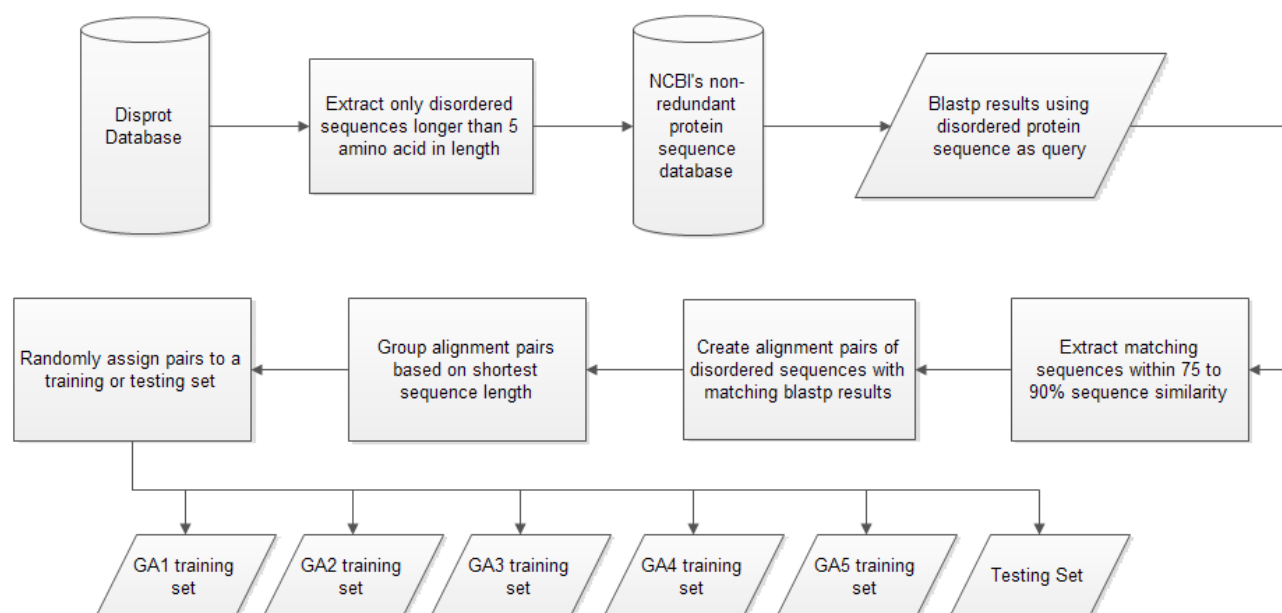 Disprot
Database
Extract only disordered
sequences longer than 5
amino acid in length
NCBI's non-
redundant
protein
sequence
database
Blastp results using
disordered protein
sequence as query
Randomly assign pairs to a
training or testing set
Group alignment pairs
based on shortest
sequence length
Create alignment pairs of
disordered sequences with
matching blastp results
Extract matching
sequences within 75 to
90% sequence similarity
GA1 training
set
GA2 training
set
GA3 training
set
GA4 training
set
GA5 training
set
Testing Set